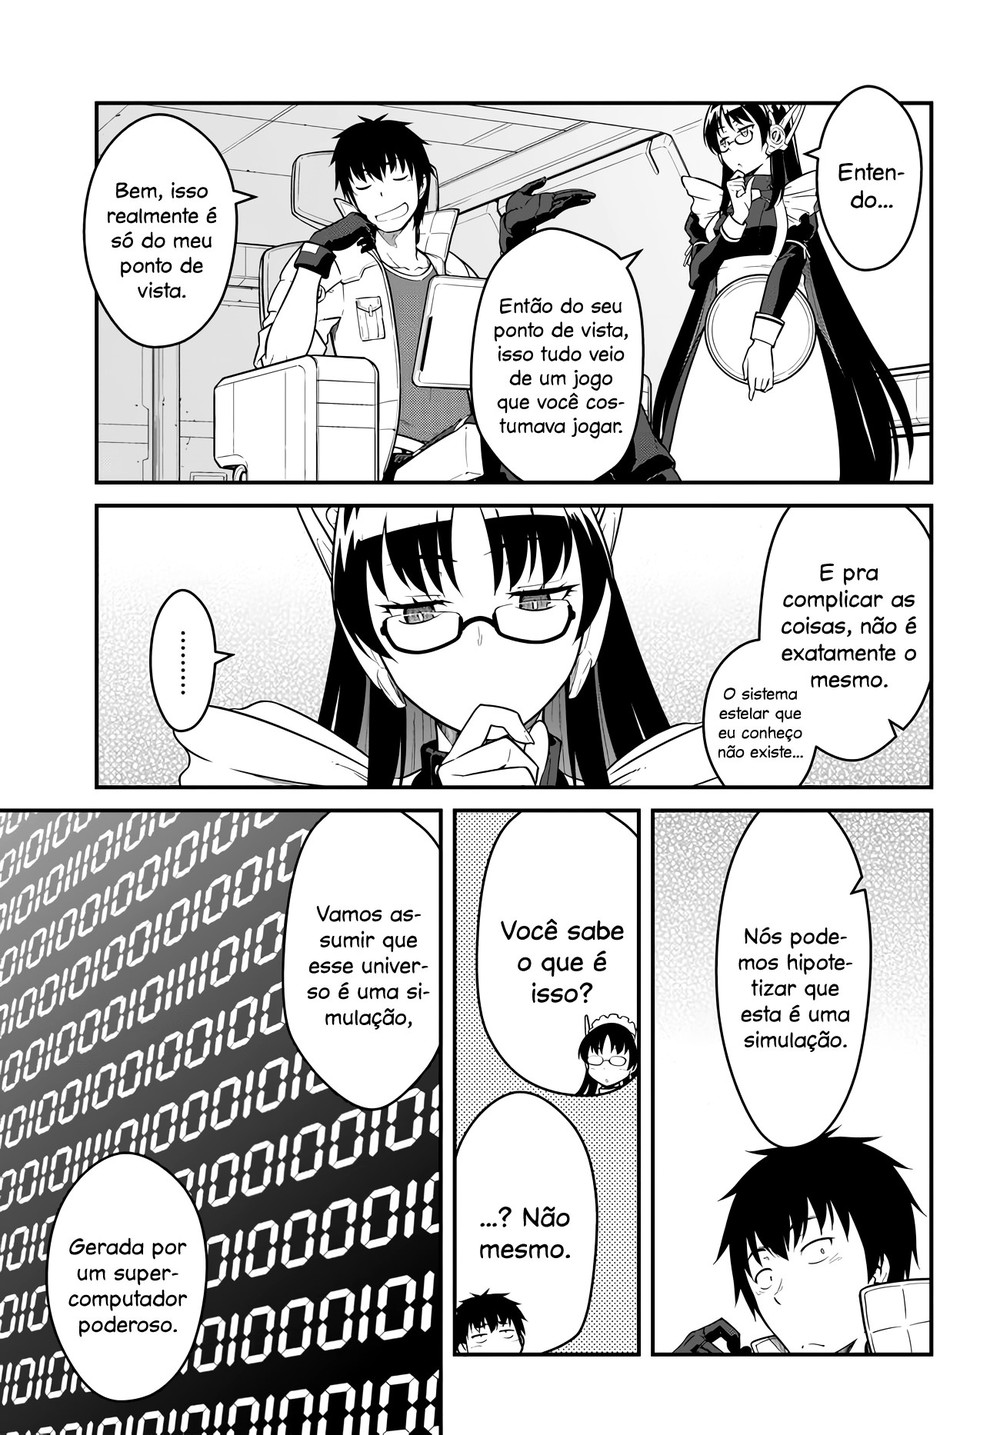 Enten-
do...
Então do seu
ponto de vista,
isso tudo veio
de um jogo
que você cos-
tumava jogar.
Bem, isso
realmente é
só do meu
ponto de
vista.
E pra
complicar as
coisas, não é
exatamente o
mesmo.
O sistema
estelar que
eu conheço
não existe...
.........
Nós pode-
mos hipote-
tizar que
esta é uma
simulação.
Você sabe
o que é
isso?
...? Não
mesmo.
Vamos as-
sumir que
esse univer-
so é uma si-
mulação,
Gerada por
um super-
computador
poderoso.